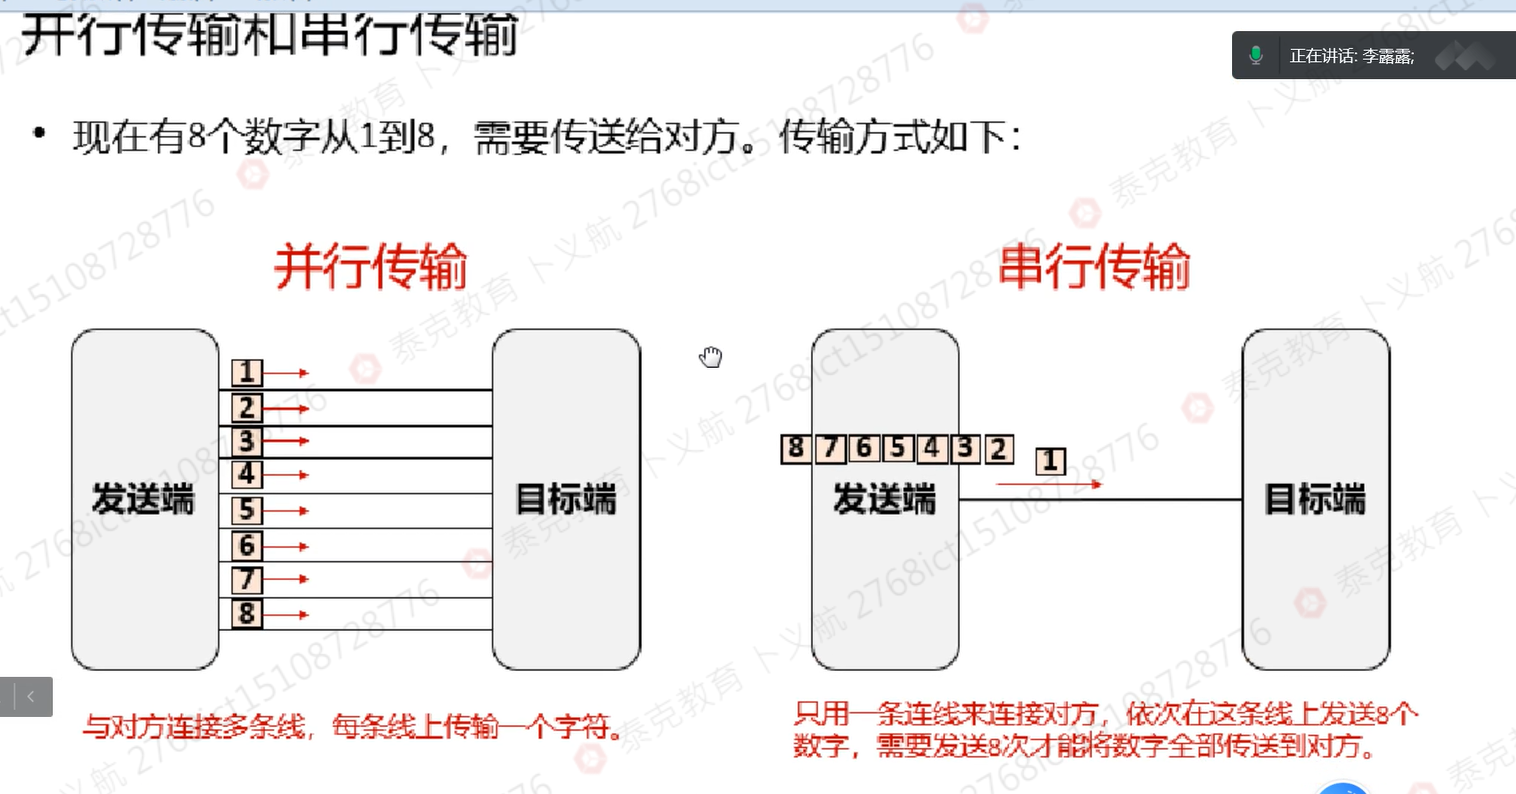 并行传输和串行传输
正在讲话: 李露露;
• 现在有8个数字从1到8，需要传送给对方。传输方式如下：
并行传输
发送端
1
2
3
4
5
6
7
8
目标端
与对方连接多条线，每条线上传输一个字符。
串行传输
8 7 6 5 4 3 2 1
发送端
目标端
只用一条连线来连接对方，依次在这条线上发送8个
数字，需要发送8次才能将数字全部传送到对方。
泰克教育 卜义航 2768ict15108728776